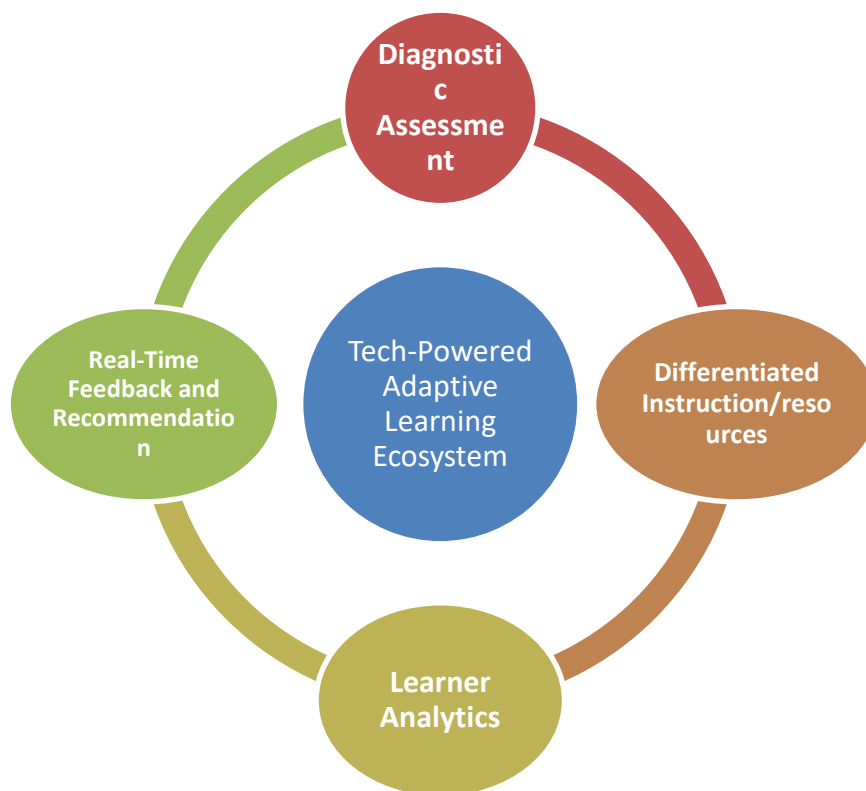 Diagnosti
c
Assessme
nt
Real-Time
Feedback and
Recommendatio
n
Tech-Powered
Adaptive
Learning
Ecosystem
Differentiated
Instruction/reso
urces
Learner
Analytics